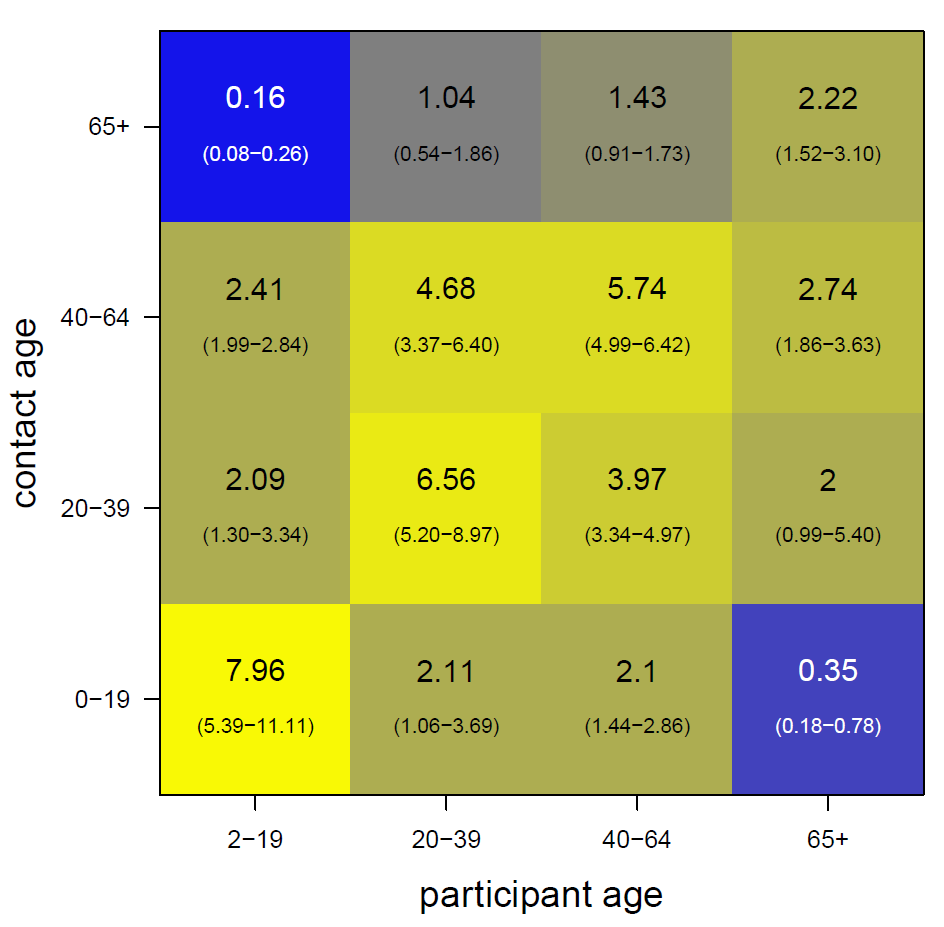 0.16 1.04 1.43 2.22
65+
(0.08−0.26) (0.54−1.86) (0.91−1.73) (1.52−3.10)
2.41 4.68 5.74 2.74
40−64
(1.99−2.84) (3.37−6.40) (4.99−6.42) (1.86−3.63)
contact age
2.09 6.56 3.97 2
20−39
(1.30−3.34) (5.20−8.97) (3.34−4.97) (0.99−5.40)
7.96 2.11 2.1 0.35
0−19
(5.39−11.11) (1.06−3.69) (1.44−2.86) (0.18−0.78)
2−19 20−39 40−64 65+
participant age